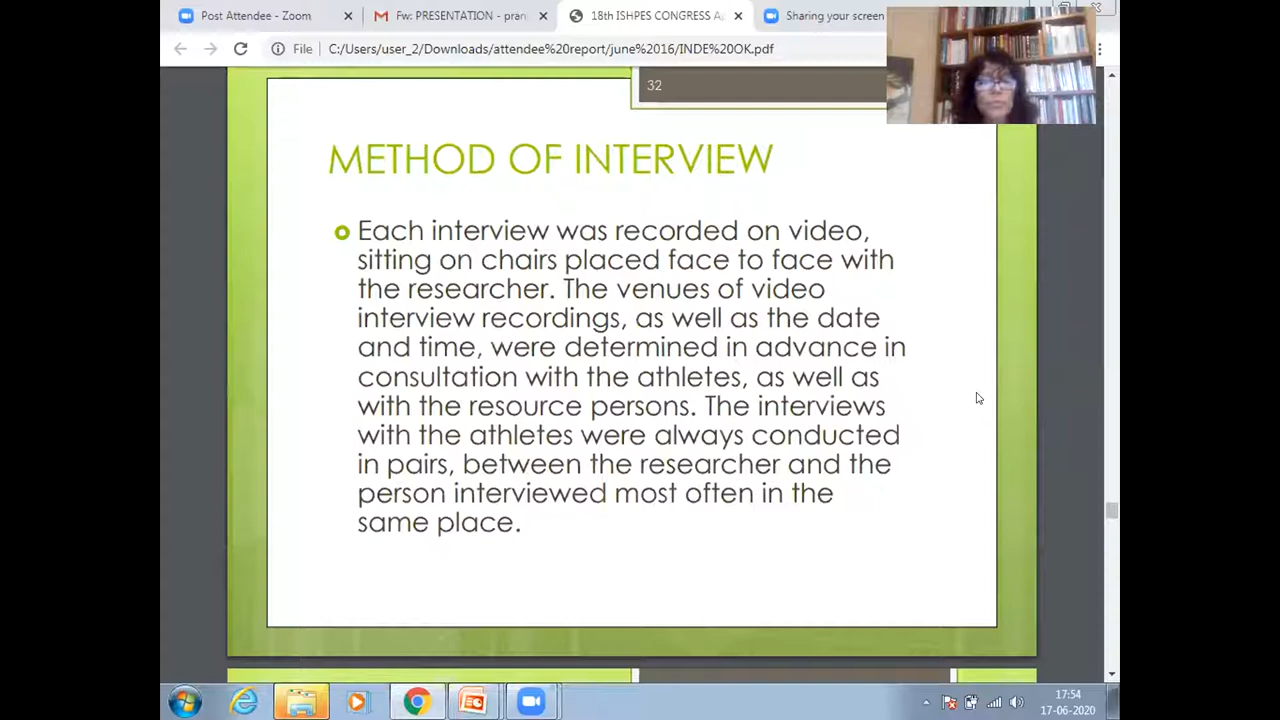 Post Attendee - Zoom
Fw: PRESENTATION - pran
18th ISHPES CONGRESS A
Sharing your screen
File
C:/Users/user_2/Downloads/attendee%20report/june%2016/INDE%20OK.pdf
32
METHOD OF INTERVIEW
Each interview was recorded on video,
sitting on chairs placed face to face with
the researcher. The venues of video
interview recordings, as well as the date
and time, were determined in advance in
consultation with the athletes, as well as
with the resource persons. The interviews
with the athletes were always conducted
in pairs, between the researcher and the
person interviewed most often in the
same place.
17:54
17-06-2020